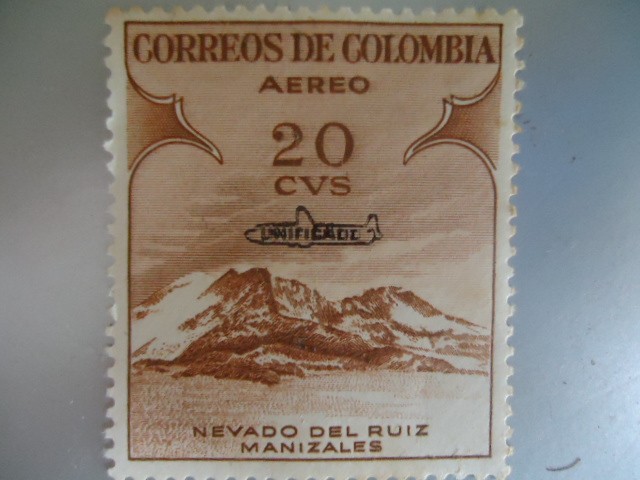 CORREOS DE COLOMBIA
AEREO
20
CVS
UNIFICADO
NEVADO DEL RUIZ
MANIZALES